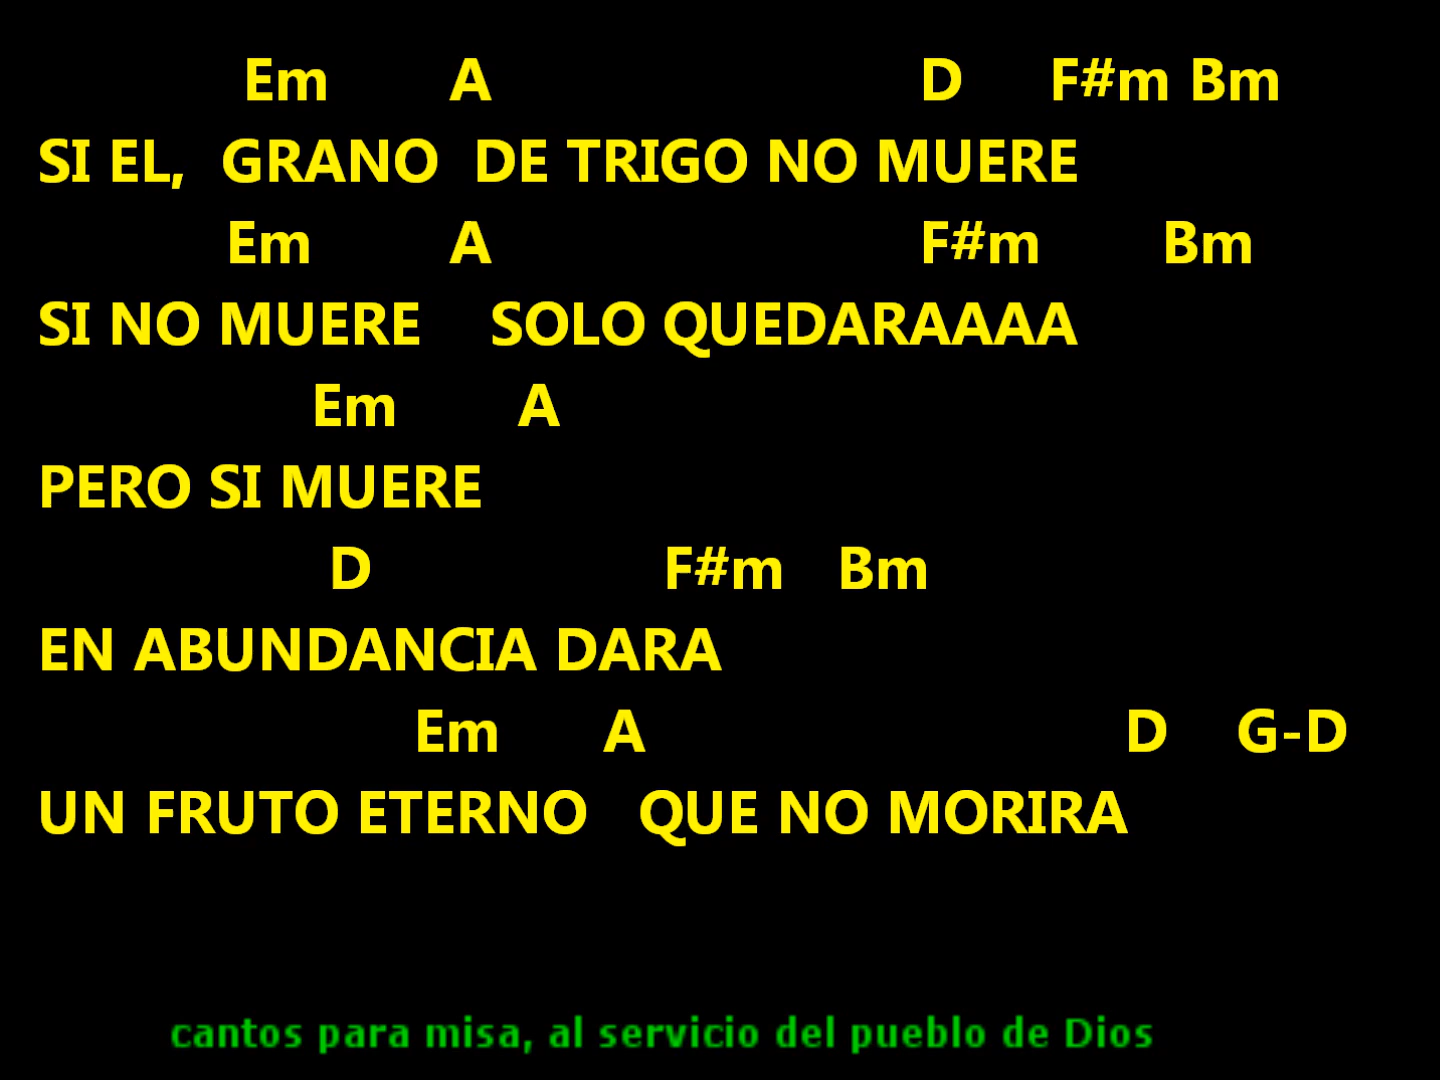 Em A D F#m Bm
SI EL, GRANO DE TRIGO NO MUERE
Em A F#m Bm
SI NO MUERE SOLO QUEDARAAAA
Em A
PERO SI MUERE
D F#m Bm
EN ABUNDANCIA DARA
Em A D G-D
UN FRUTO ETERNO QUE NO MORIRA
cantos para misa, al servicio del pueblo de Dios